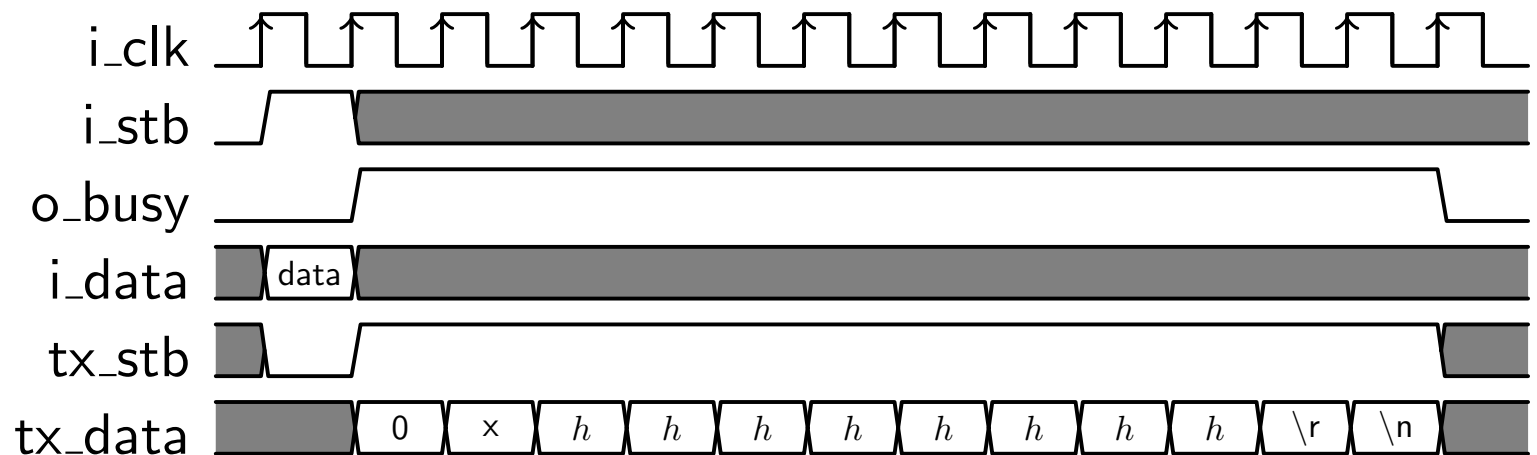 i_clk
i_stb
o_busy
i_data data
tx_stb
tx_data 0 x h h h h h h h h \r \n